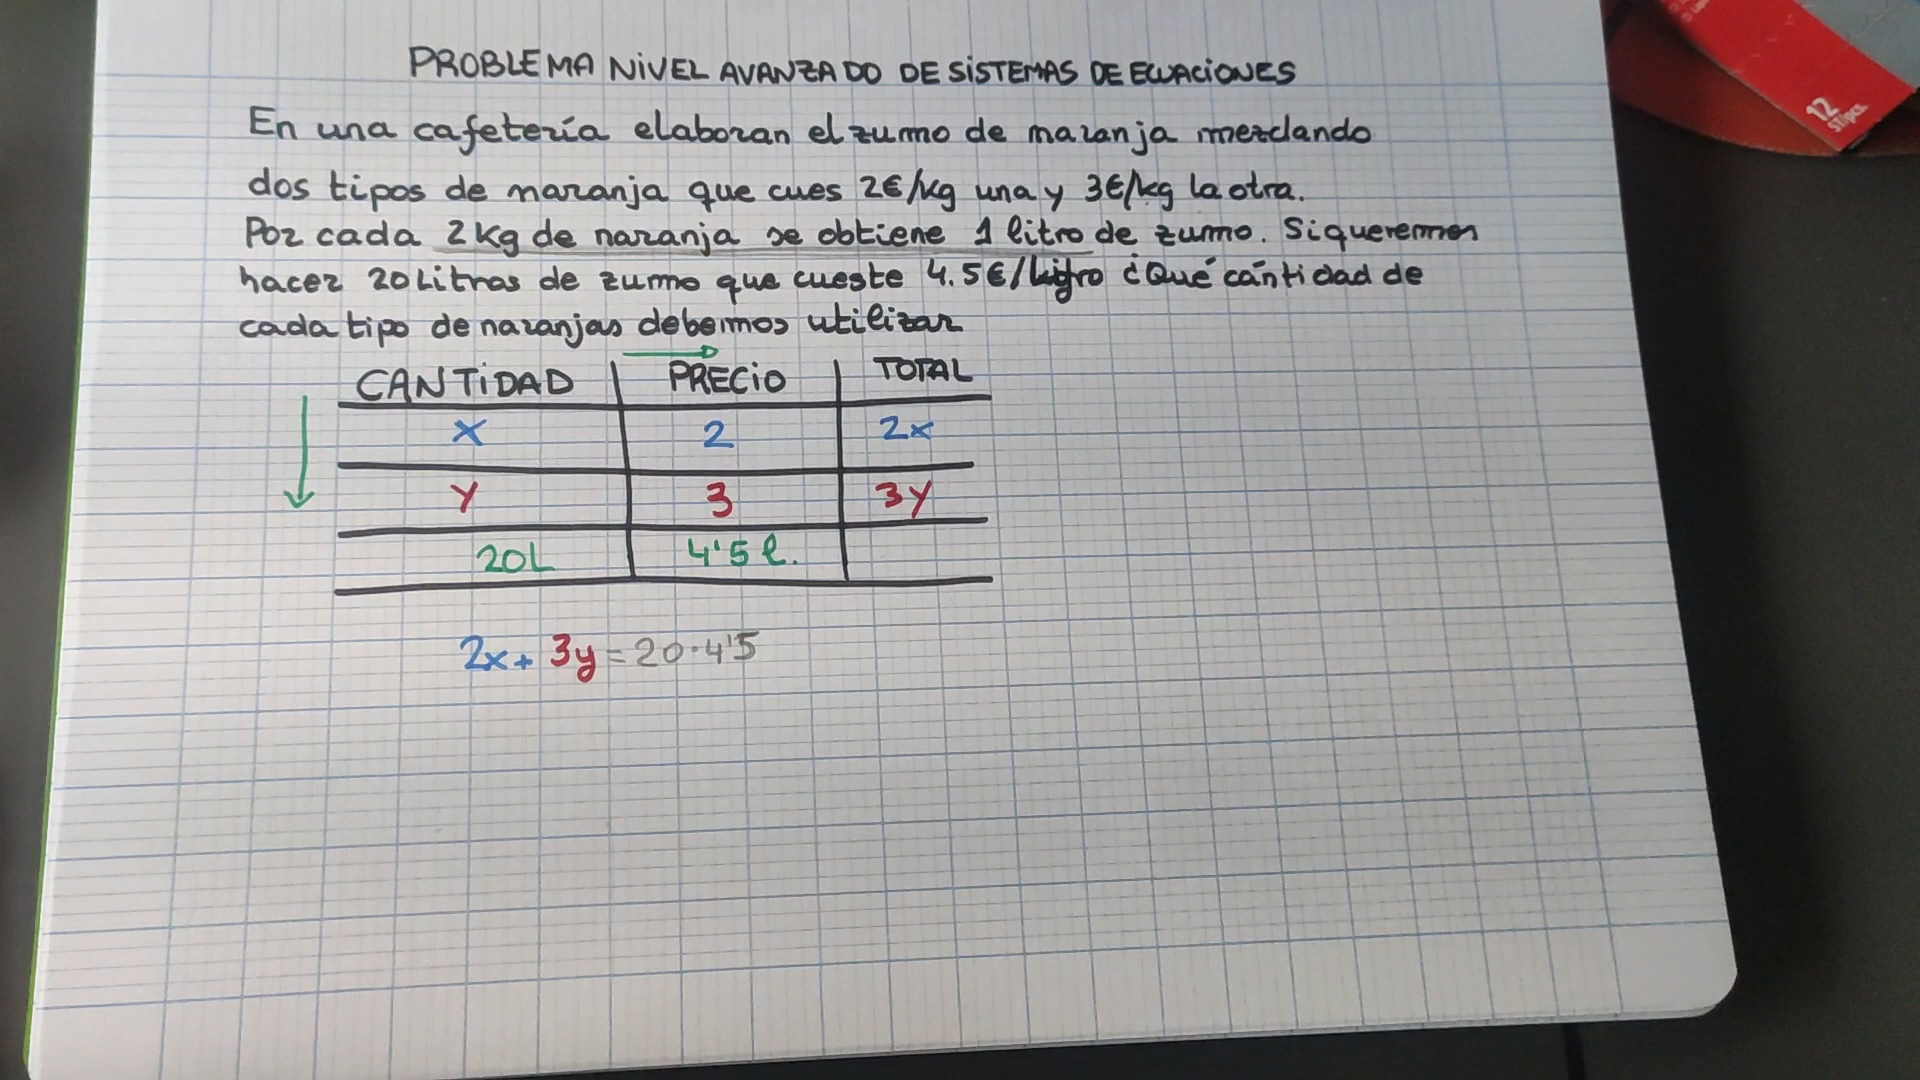 PROBLEMA NIVEL AVANZADO DE SISTEMAS DE ECUACIONES
En una cafetería elaboran el zumo de naranja mezclando
dos tipos de naranja que cues 2€/kg una y 3€/kg la otra.
Por cada 2kg de naranja se obtiene 1 litro de zumo. Si queremos
hacer 20 Litros de zumo que cueste 4.5€/ ¿Qué cántidad de
cada tipo de naranjas debemos utilizar
CANTIDAD PRECIO TOTAL
x 2 2x
y 3 3y
20L 4'5 l.
2x + 3y = 20·4'5
12